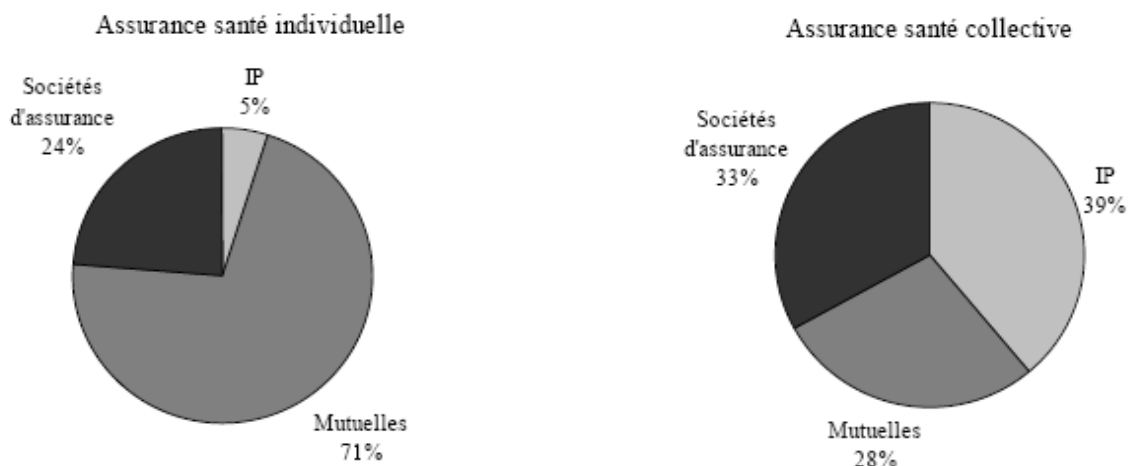 Assurance santé individuelle
Sociétés
d'assurance
24%
IP
5%
Mutuelles
71%
Assurance santé collective
Sociétés
d'assurance
33%
IP
39%
Mutuelles
28%